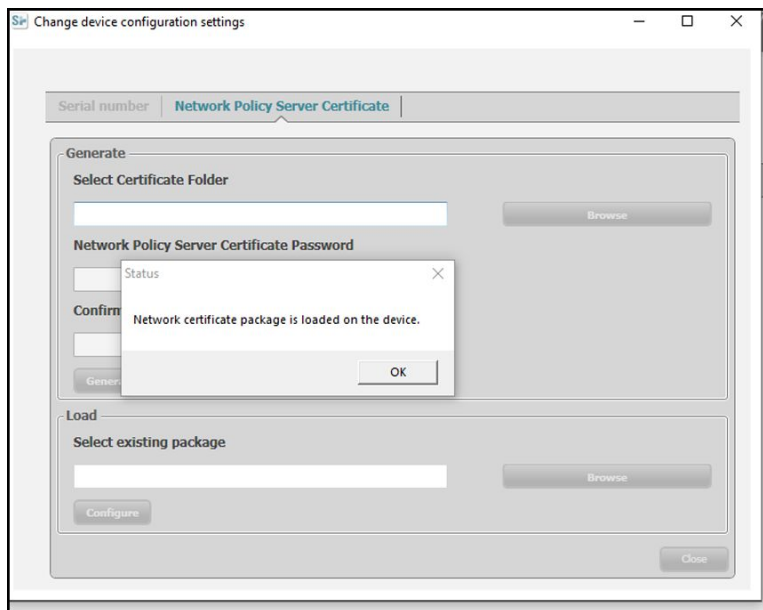 Change device configuration settings
Serial number Network Policy Server Certificate
Generate
Select Certificate Folder
Browse
Network Policy Server Certificate Password
Status
Network certificate package is loaded on the device.
OK
Load
Select existing package
Browse
Configure
Close